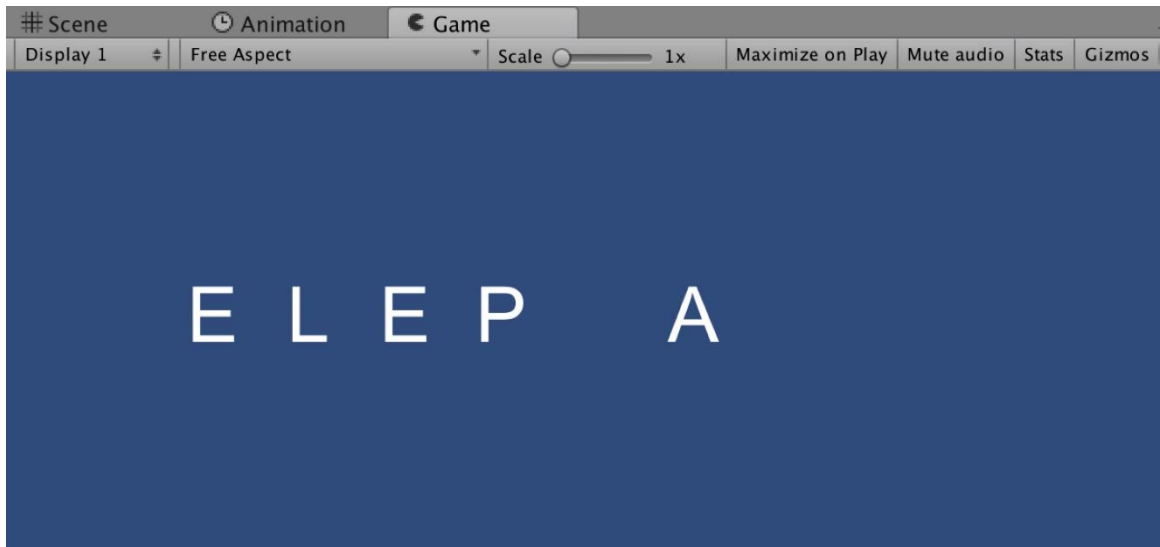 Scene Animation Game
Display 1 Free Aspect Scale 1x Maximize on Play Mute audio Stats Gizmos
E L E P A